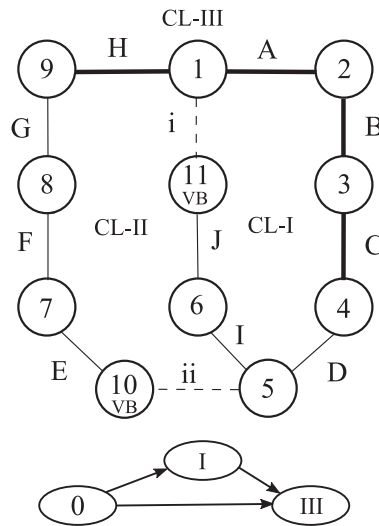 CL-III
H A
9 1 2
G i B
8 11 3
VB
F CL-II J CL-I C
7 6 4
E I D
10 ii 5
VB
I
0 III